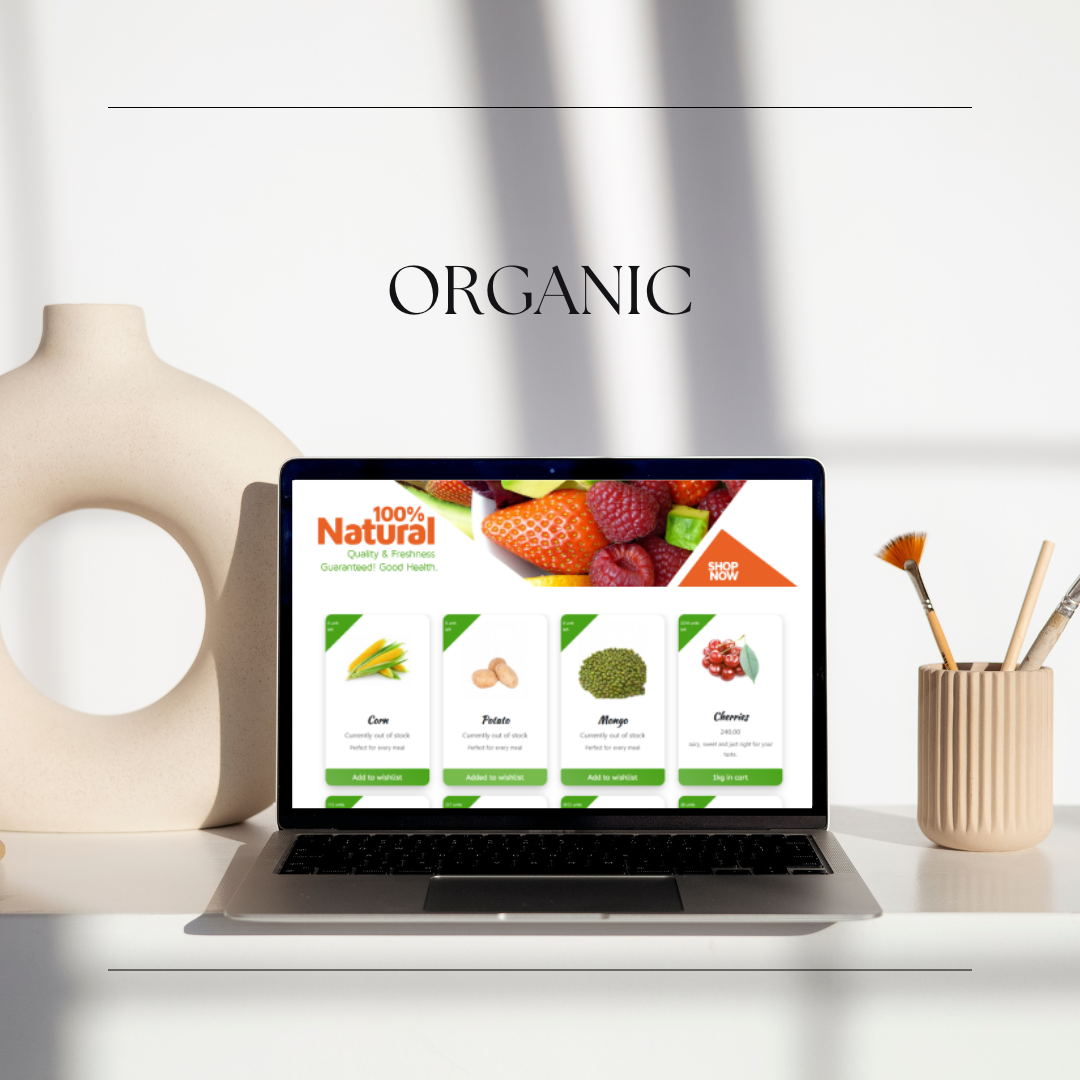 ORGANIC
100%
Natural
Quality & Freshness
Guaranteed! Good Health.
SHOP
NOW
Corn
Currently out of stock
Perfect for every meal
Add to wishlist
Potato
Currently out of stock
Perfect for every meal
Added to wishlist
Mongo
Currently out of stock
Perfect for every meal
Add to wishlist
Cherries
240.00
Juicy, sweet and just right for your
taste.
1kg in cart